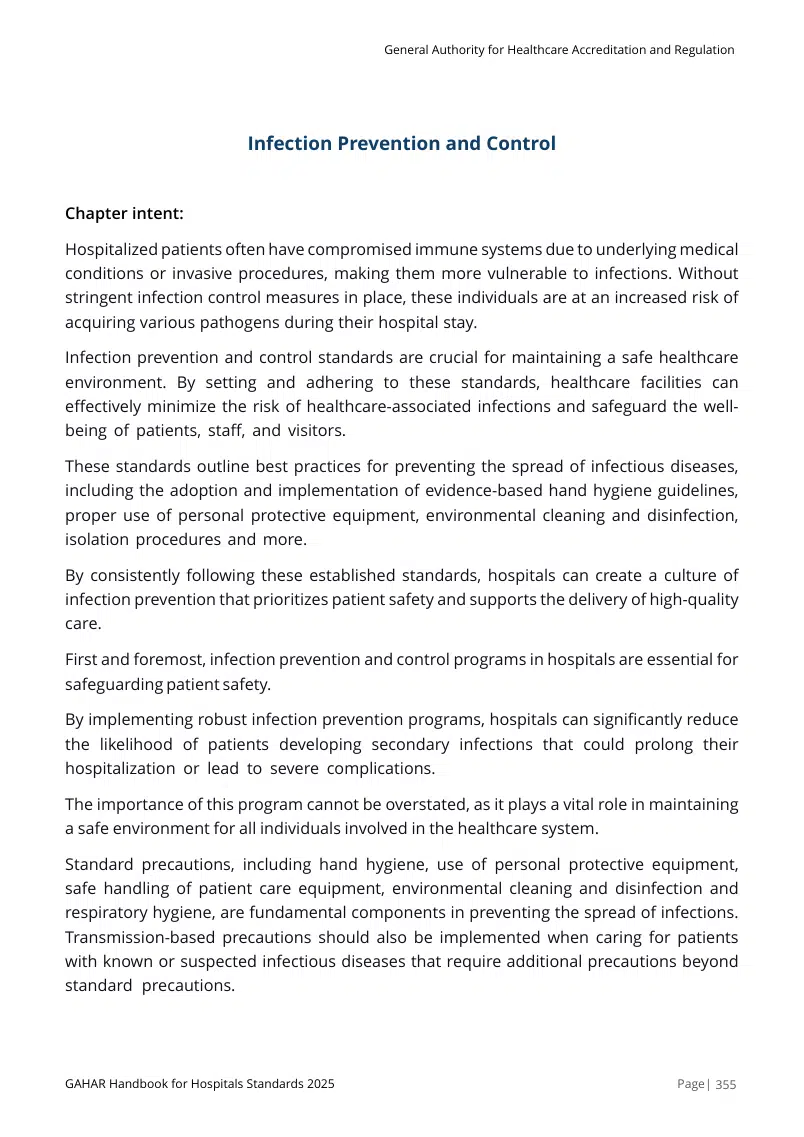 General Authority for Healthcare Accreditation and Regulation
Infection Prevention and Control
Chapter intent:
Hospitalized patients often have compromised immune systems due to underlying medical
conditions or invasive procedures, making them more vulnerable to infections. Without
stringent infection control measures in place, these individuals are at an increased risk of
acquiring various pathogens during their hospital stay.
Infection prevention and control standards are crucial for maintaining a safe healthcare
environment. By setting and adhering to these standards, healthcare facilities can
effectively minimize the risk of healthcare-associated infections and safeguard the well-
being of patients, staff, and visitors.
These standards outline best practices for preventing the spread of infectious diseases,
including the adoption and implementation of evidence-based hand hygiene guidelines,
proper use of personal protective equipment, environmental cleaning and disinfection,
isolation procedures and more.
By consistently following these established standards, hospitals can create a culture of
infection prevention that prioritizes patient safety and supports the delivery of high-quality
care.
First and foremost, infection prevention and control programs in hospitals are essential for
safeguarding patient safety.
By implementing robust infection prevention programs, hospitals can significantly reduce
the likelihood of patients developing secondary infections that could prolong their
hospitalization or lead to severe complications.
The importance of this program cannot be overstated, as it plays a vital role in maintaining
a safe environment for all individuals involved in the healthcare system.
Standard precautions, including hand hygiene, use of personal protective equipment,
safe handling of patient care equipment, environmental cleaning and disinfection and
respiratory hygiene, are fundamental components in preventing the spread of infections.
Transmission-based precautions should also be implemented when caring for patients
with known or suspected infectious diseases that require additional precautions beyond
standard precautions.
GAHAR Handbook for Hospitals Standards 2025 Page| 355